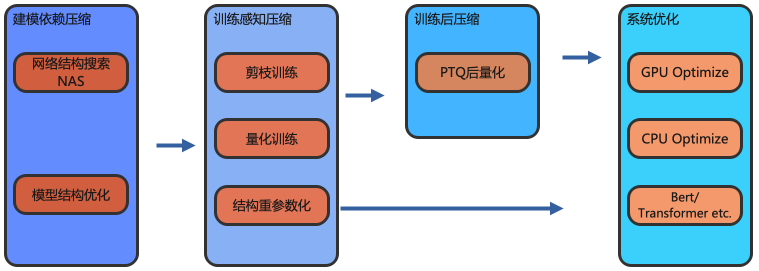 建模依赖压缩
网络结构搜索
NAS
模型结构优化
训练感知压缩
剪枝训练
量化训练
结构重参数化
训练后压缩
PTQ后量化
系统优化
GPU Optimize
CPU Optimize
Bert/
Transformer etc.